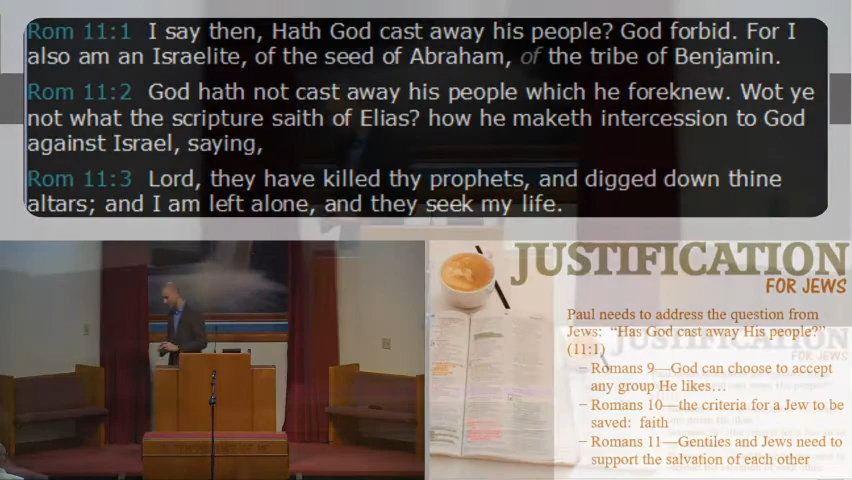 Rom 11:1 I say then, Hath God cast away his people? God forbid. For I
also am an Israelite, of the seed of Abraham, of the tribe of Benjamin.
Rom 11:2 God hath not cast away his people which he foreknew. Wot ye
not what the scripture saith of Elias? how he maketh intercession to God
against Israel, saying,
Rom 11:3 Lord, they have killed thy prophets, and digged down thine
altars; and I am left alone, and they seek my life.
JUSTIFICATION
FOR JEWS
Paul needs to address the question from
Jews: “Has God cast away His people?”
(11:1)
– Romans 9—God can choose to accept
any group He likes…
– Romans 10—the criteria for a Jew to be
saved: faith
– Romans 11—Gentiles and Jews need to
support the salvation of each other
JUSTIFICATION
FOR JEWS